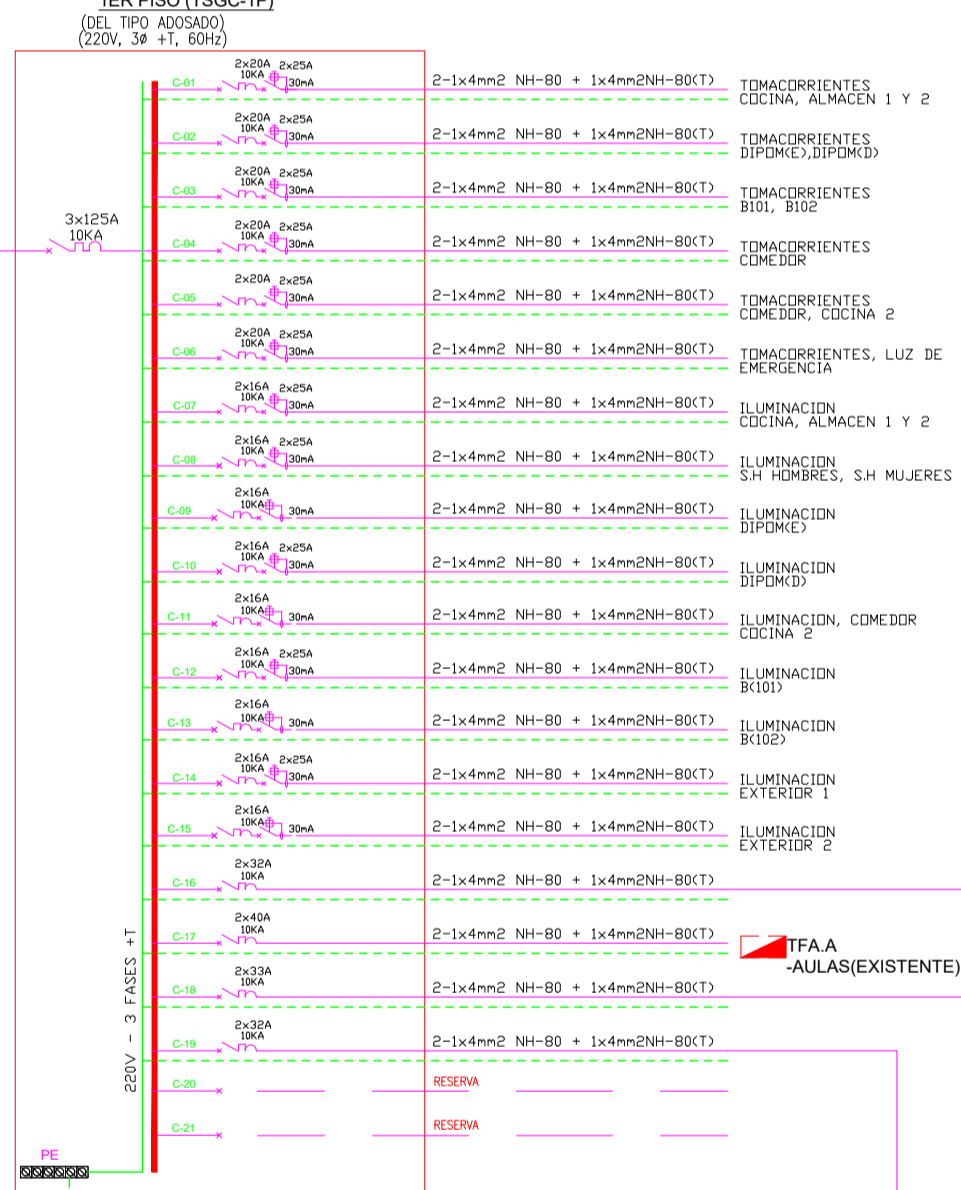 1ER PISO (TSGC-1P)
(DEL TIPO ADOSADO)
(220V, 3Ø +T, 60Hz)
3x125A
10KA
C-01
2x20A 2x25A
10KA
30mA
2-1x4mm2 NH-80 + 1x4mm2NH-80(T)
TOMACORRIENTES
COCINA, ALMACEN 1 Y 2
C-02
2x20A 2x25A
10KA
30mA
2-1x4mm2 NH-80 + 1x4mm2NH-80(T)
TOMACORRIENTES
DIPOM(E),DIPOM(D)
C-03
2x20A 2x25A
10KA
30mA
2-1x4mm2 NH-80 + 1x4mm2NH-80(T)
TOMACORRIENTES
B101, B102
C-04
2x20A 2x25A
10KA
30mA
2-1x4mm2 NH-80 + 1x4mm2NH-80(T)
TOMACORRIENTES
COMEDOR
C-05
2x20A 2x25A
10KA
30mA
2-1x4mm2 NH-80 + 1x4mm2NH-80(T)
TOMACORRIENTES
COMEDOR, COCINA 2
C-06
2x20A 2x25A
10KA
30mA
2-1x4mm2 NH-80 + 1x4mm2NH-80(T)
TOMACORRIENTES, LUZ DE
EMERGENCIA
C-07
2x16A 2x25A
10KA
30mA
2-1x4mm2 NH-80 + 1x4mm2NH-80(T)
ILUMINACION
COCINA, ALMACEN 1 Y 2
C-08
2x16A 2x25A
10KA
30mA
2-1x4mm2 NH-80 + 1x4mm2NH-80(T)
ILUMINACION
S.H HOMBRES, S.H MUJERES
C-09
2x16A
10KA
30mA
2-1x4mm2 NH-80 + 1x4mm2NH-80(T)
ILUMINACION
DIPOM(E)
C-10
2x16A 2x25A
10KA
30mA
2-1x4mm2 NH-80 + 1x4mm2NH-80(T)
ILUMINACION
DIPOM(D)
C-11
2x16A
10KA
30mA
2-1x4mm2 NH-80 + 1x4mm2NH-80(T)
ILUMINACION, COMEDOR
COCINA 2
C-12
2x16A 2x25A
10KA
30mA
2-1x4mm2 NH-80 + 1x4mm2NH-80(T)
ILUMINACION
B(101)
C-13
2x16A
10KA
30mA
2-1x4mm2 NH-80 + 1x4mm2NH-80(T)
ILUMINACION
B(102)
C-14
2x16A 2x25A
10KA
30mA
2-1x4mm2 NH-80 + 1x4mm2NH-80(T)
ILUMINACION
EXTERIOR 1
C-15
2x16A
10KA
30mA
2-1x4mm2 NH-80 + 1x4mm2NH-80(T)
ILUMINACION
EXTERIOR 2
C-16
2x32A
10KA
2-1x4mm2 NH-80 + 1x4mm2NH-80(T)
C-17
2x40A
10KA
2-1x4mm2 NH-80 + 1x4mm2NH-80(T)
TFA.A
-AULAS(EXISTENTE)
C-18
2x33A
10KA
2-1x4mm2 NH-80 + 1x4mm2NH-80(T)
C-19
2x32A
10KA
2-1x4mm2 NH-80 + 1x4mm2NH-80(T)
C-20
RESERVA
C-21
RESERVA
220V - 3 FASES +T
PE